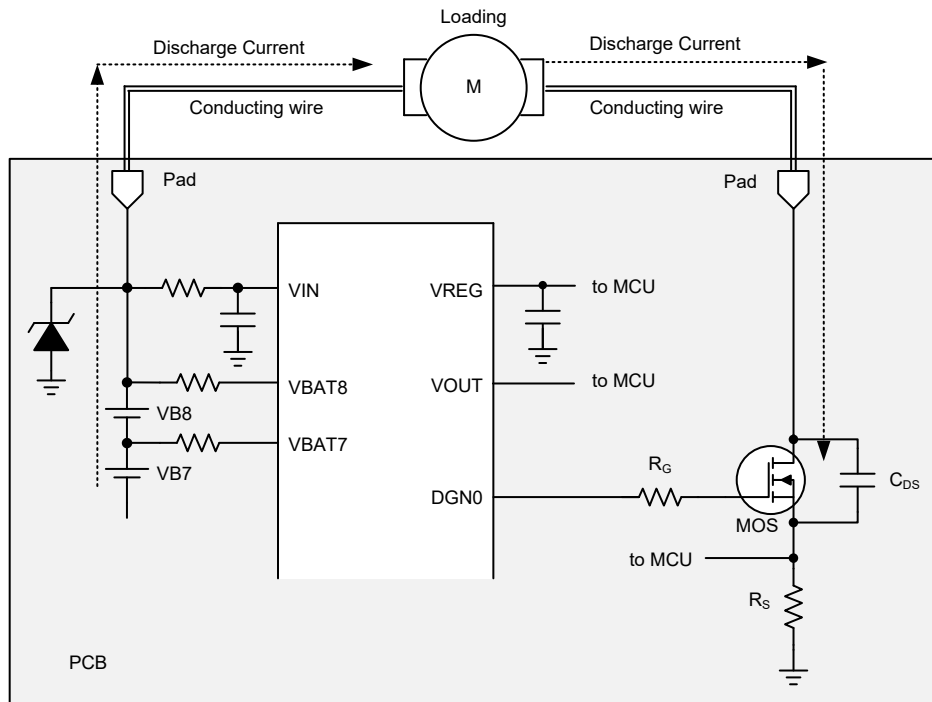 Loading
Discharge Current
Discharge Current
M
Conducting wire
Conducting wire
Pad
Pad
VIN
VREG
to MCU
VBAT8
VOUT
to MCU
VB8
VBAT7
VB7
RG
CDS
DGN0
MOS
to MCU
RS
PCB